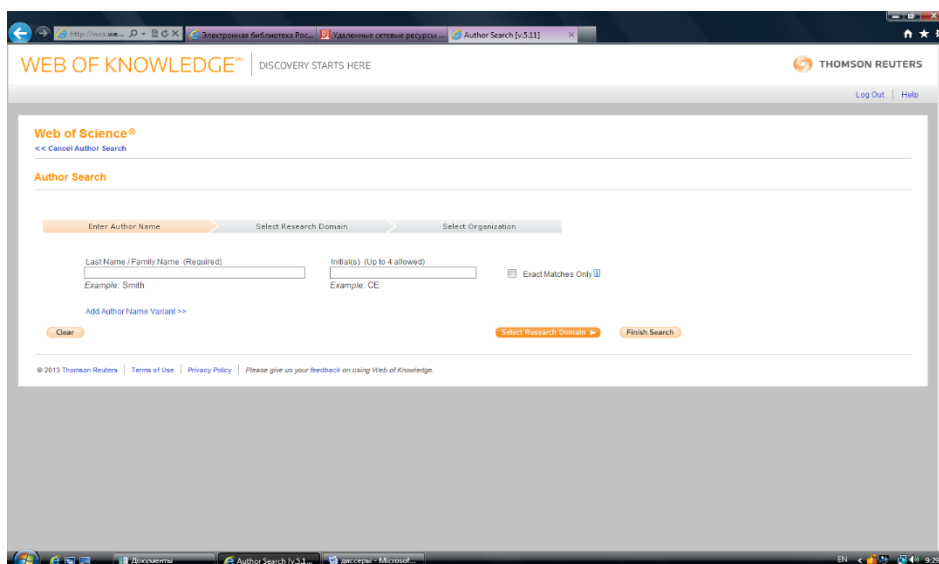 http://wcs.we...
Электронная библиотека Рос...
Удаленные сетевые ресурсы ...
Author Search [v.5.11]
WEB OF KNOWLEDGE℠ DISCOVERY STARTS HERE
THOMSON REUTERS
Log Out | Help
Web of Science®
<< Cancel Author Search
Author Search
Enter Author Name Select Research Domain Select Organization
Last Name / Family Name (Required) Initial(s) (Up to 4 allowed)
Exact Matches Only
Example: Smith Example: CE
Add Author Name Variant >>
Clear Select Research Domain Finish Search
© 2013 Thomson Reuters | Terms of Use | Privacy Policy | Please give us your feedback on using Web of Knowledge.
Документы Author Search [v.5.1... диссеры - Microsof... EN 9:29